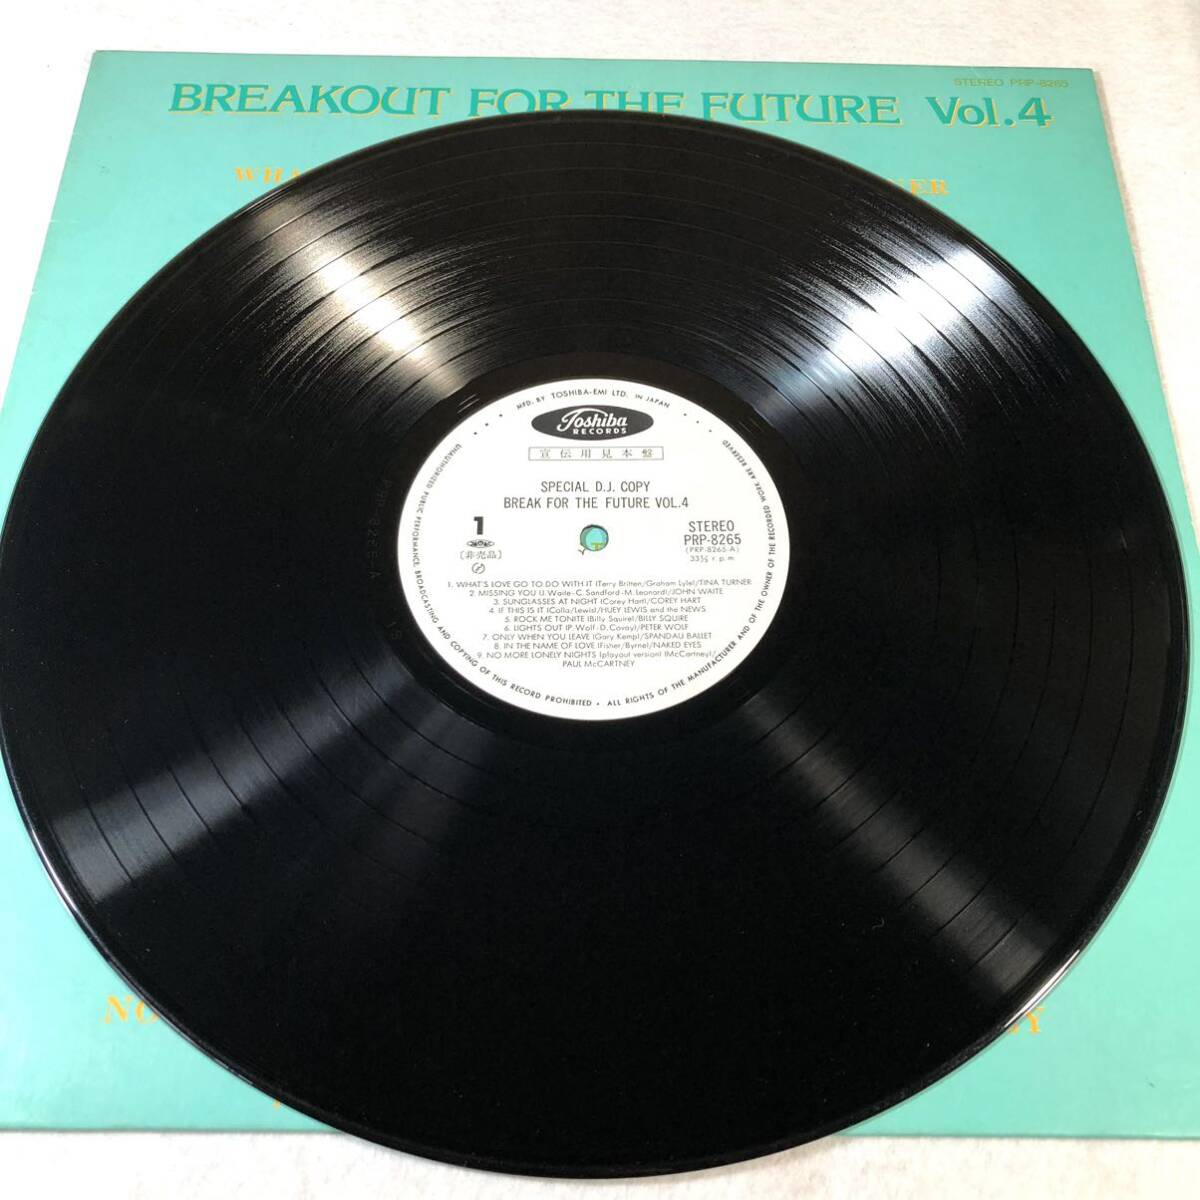 STEREO PRP-8265
BREAKOUT FOR THE FUTURE Vol.4
MFD. BY TOSHIBA-EMI LTD. IN JAPAN
Toshiba
RECORDS
宣伝用見本盤
SPECIAL D.J. COPY
BREAK FOR THE FUTURE VOL.4
1
STEREO
PRP-8265
(PRP-8265-A)
33⅓ r.p.m.
(非売品)
1. WHAT'S LOVE GO TO DO WITH IT (Terry Britten/Graham Lyle)/TINA TURNER
2. MISSING YOU (J. Waite-C. Sandford-M. Leonard)/JOHN WAITE
3. SUNGLASSES AT NIGHT (Corey Hart)/COREY HART
4. IF THIS IS IT (Colla/Lewis)/HUEY LEWIS and the NEWS
5. ROCK ME TONITE (Billy Squire)/BILLY SQUIRE
6. LIGHTS OUT (P. Wolf-D. Covay)/PETER WOLF
7. ONLY WHEN YOU LEAVE (Gary Kemp)/SPANDAU BALLET
8. IN THE NAME OF LOVE (Fisher/Byrne)/NAKED EYES
9. NO MORE LONELY NIGHTS (playout version) (McCartney)/
PAUL McCARTNEY
UNAUTHORISED PUBLIC PERFORMANCE, BROADCASTING AND COPYING OF THIS RECORD PROHIBITED • ALL RIGHTS OF THE MANUFACTURER AND OF THE OWNER OF THE RECORDED WORK ARE RESERVED